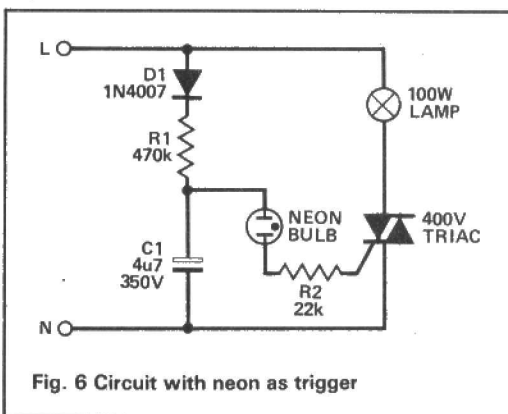 L
D1
1N4007
R1
470k
C1
4u7
350V
NEON
BULB
R2
22k
100W
LAMP
400V
TRIAC
N
Fig. 6 Circuit with neon as trigger